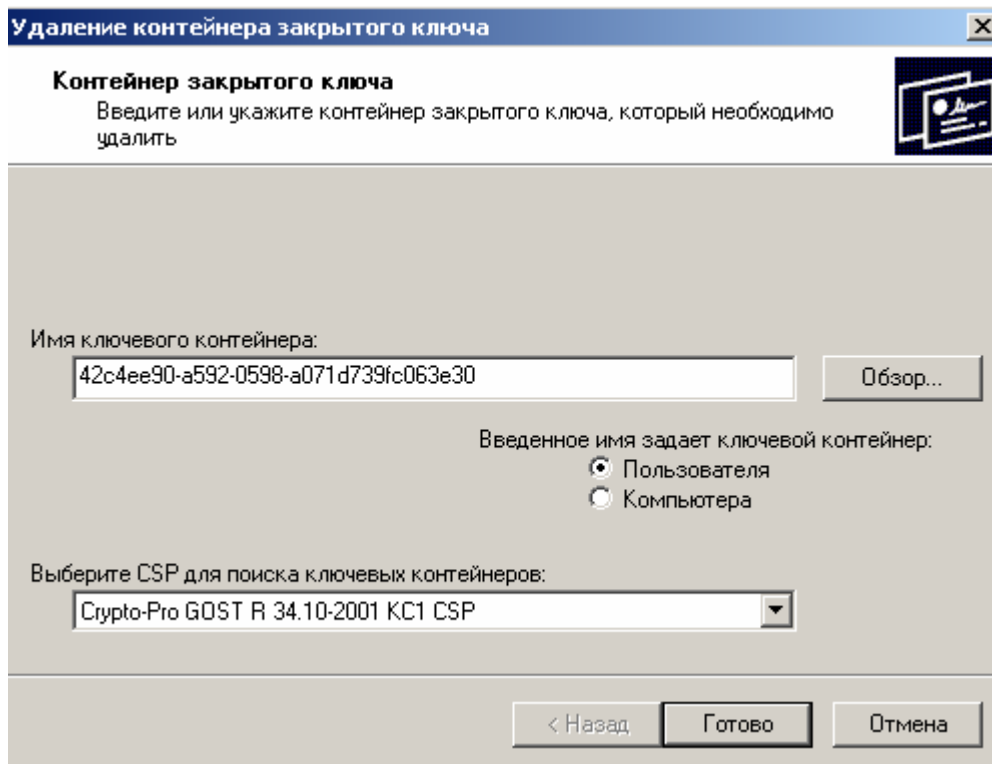 Удаление контейнера закрытого ключа
Контейнер закрытого ключа
Введите или укажите контейнер закрытого ключа, который необходимо
удалить
Имя ключевого контейнера:
42c4ee90-a592-0598-a071d739fc063e30
Обзор...
Введенное имя задает ключевой контейнер:
Пользователя
Компьютера
Выберите CSP для поиска ключевых контейнеров:
Crypto-Pro GOST R 34.10-2001 KC1 CSP
< Назад
Готово
Отмена